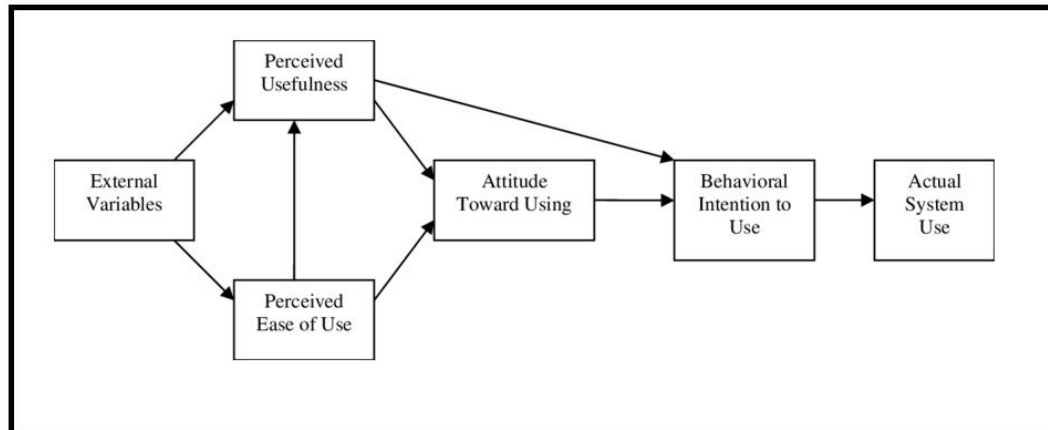 Perceived
Usefulness
External
Variables
Attitude
Toward Using
Behavioral
Intention to
Use
Actual
System
Use
Perceived
Ease of Use